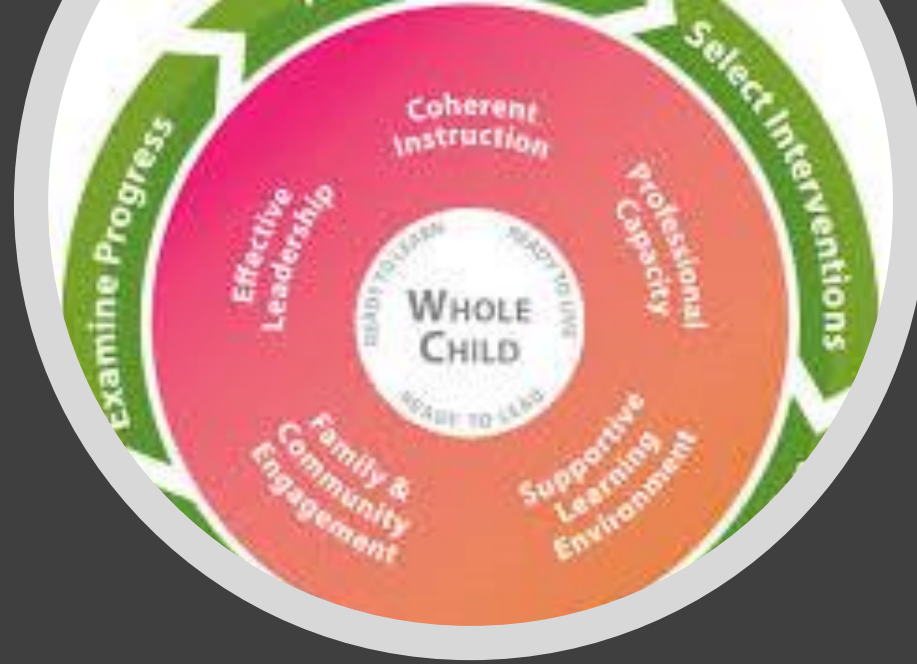 Select Interventions
Examine Progress
Coherent
Instruction
Professional
Capacity
Supportive
Learning
Environment
Family &
Community
Engagement
Effective
Leadership
READY TO LEARN
READY TO LIVE
READY TO LEAD
WHOLE
CHILD